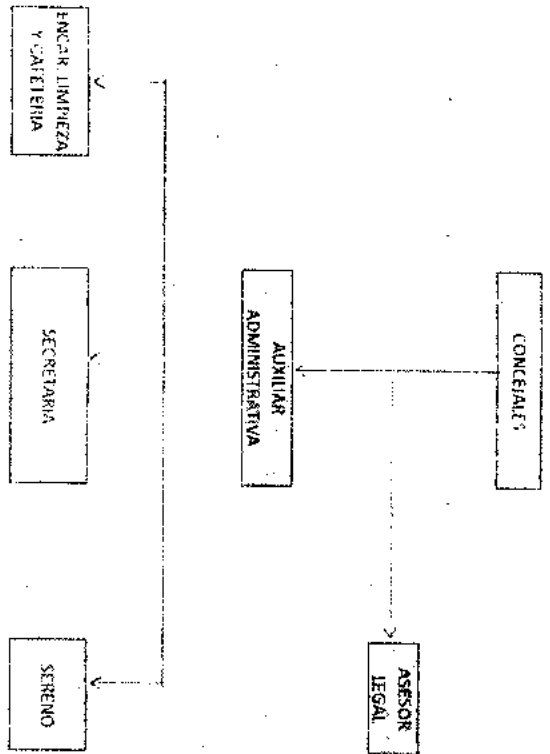 CONCEJALES
ASESOR
LEGAL
AUXILIAR
ADMINISTRATIVA
ENCAR. LIMPIEZA
Y CAFETERIA
SECRETARIA
SERENO